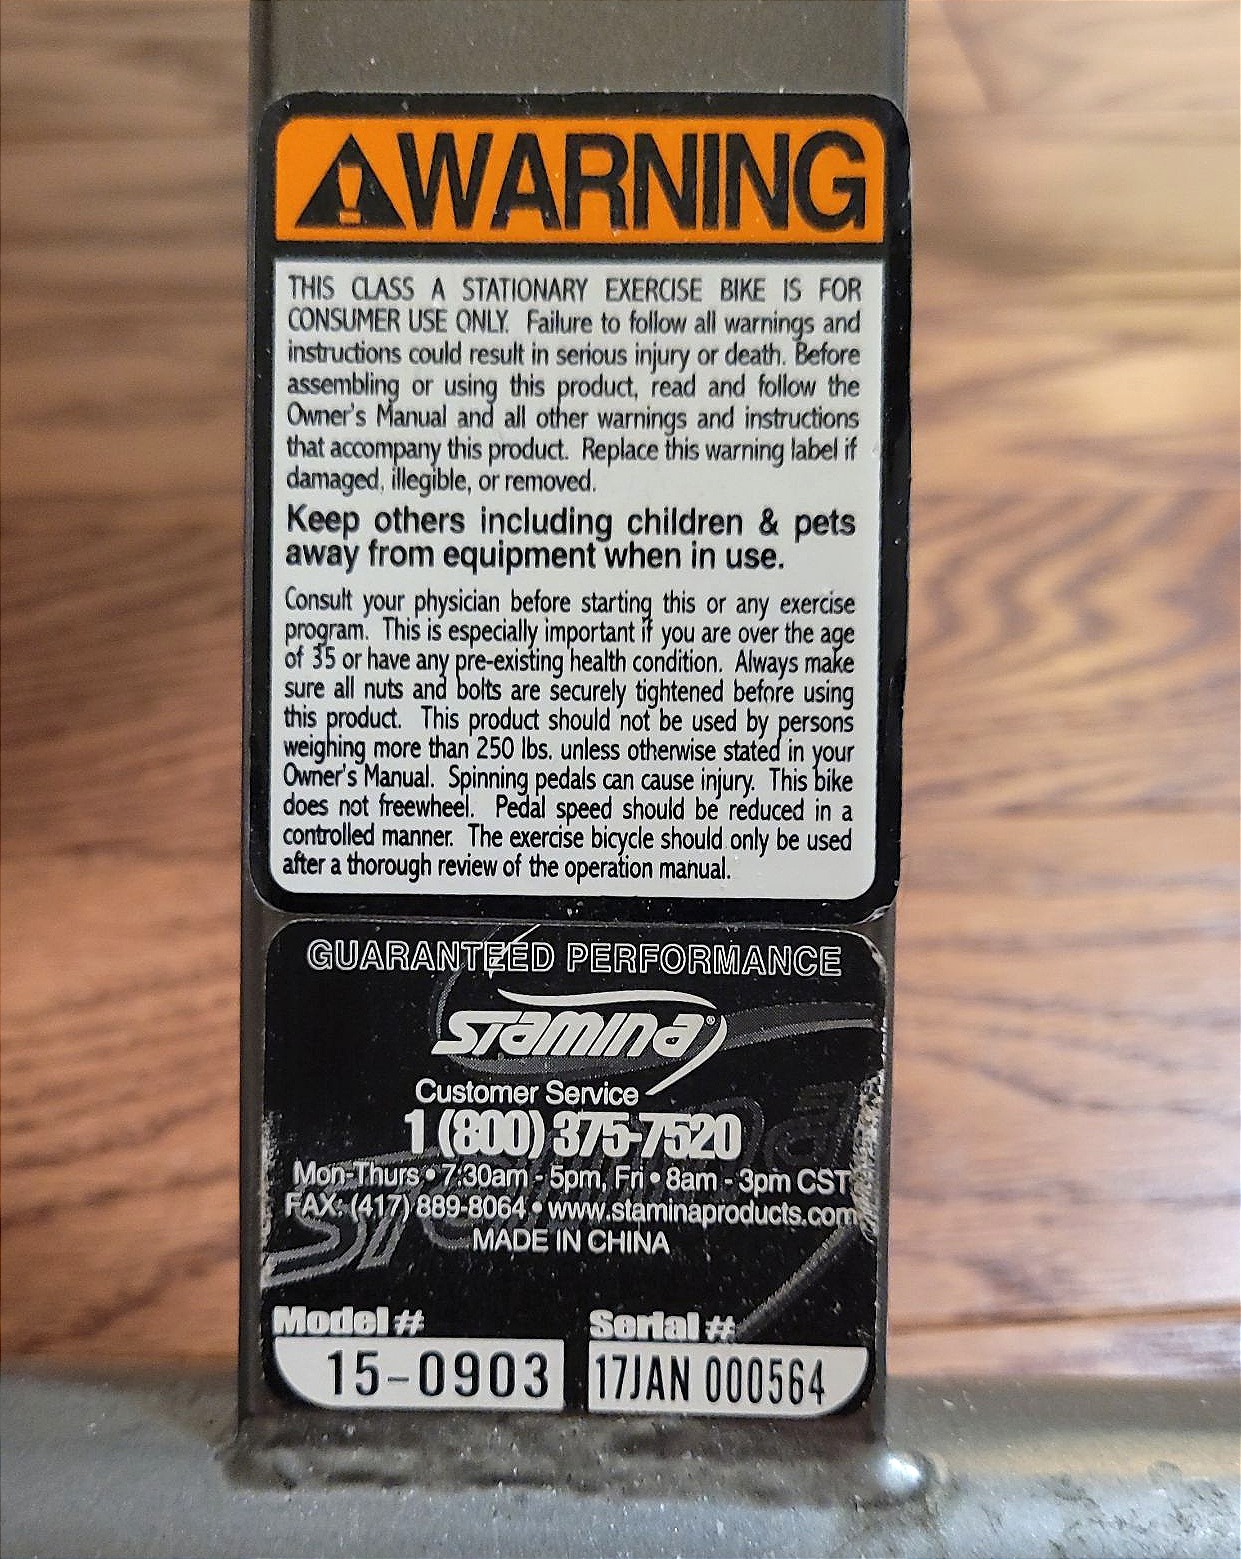 WARNING
THIS CLASS A STATIONARY EXERCISE BIKE IS FOR
CONSUMER USE ONLY. Failure to follow all warnings and
instructions could result in serious injury or death. Before
assembling or using this product, read and follow the
Owner's Manual and all other warnings and instructions
that accompany this product. Replace this warning label if
damaged, illegible, or removed.
Keep others including children & pets
away from equipment when in use.
Consult your physician before starting this or any exercise
program. This is especially important if you are over the age
of 35 or have any pre-existing health condition. Always make
sure all nuts and bolts are securely tightened before using
this product. This product should not be used by persons
weighing more than 250 lbs. unless otherwise stated in your
Owner's Manual. Spinning pedals can cause injury. This bike
does not freewheel. Pedal speed should be reduced in a
controlled manner. The exercise bicycle should only be used
after a thorough review of the operation manual.
GUARANTEED PERFORMANCE
stamina®
Customer Service
1 (800) 375-7520
Mon-Thurs • 7:30am - 5pm, Fri • 8am - 3pm CST
FAX: (417) 889-8064 • www.staminaproducts.com
MADE IN CHINA
Model # Serial #
15-0903 17JAN 000564